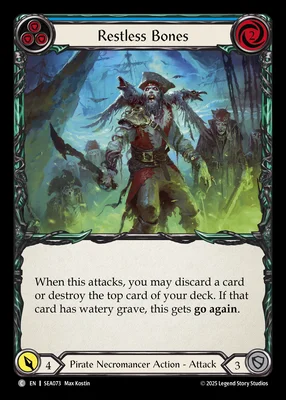 Restless Bones
When this attacks, you may discard a card
or destroy the top card of your deck. If that
card has watery grave, this gets go again.
4 Pirate Necromancer Action - Attack 3
C EN | SEA073 Max Kostin © 2025 Legend Story Studios